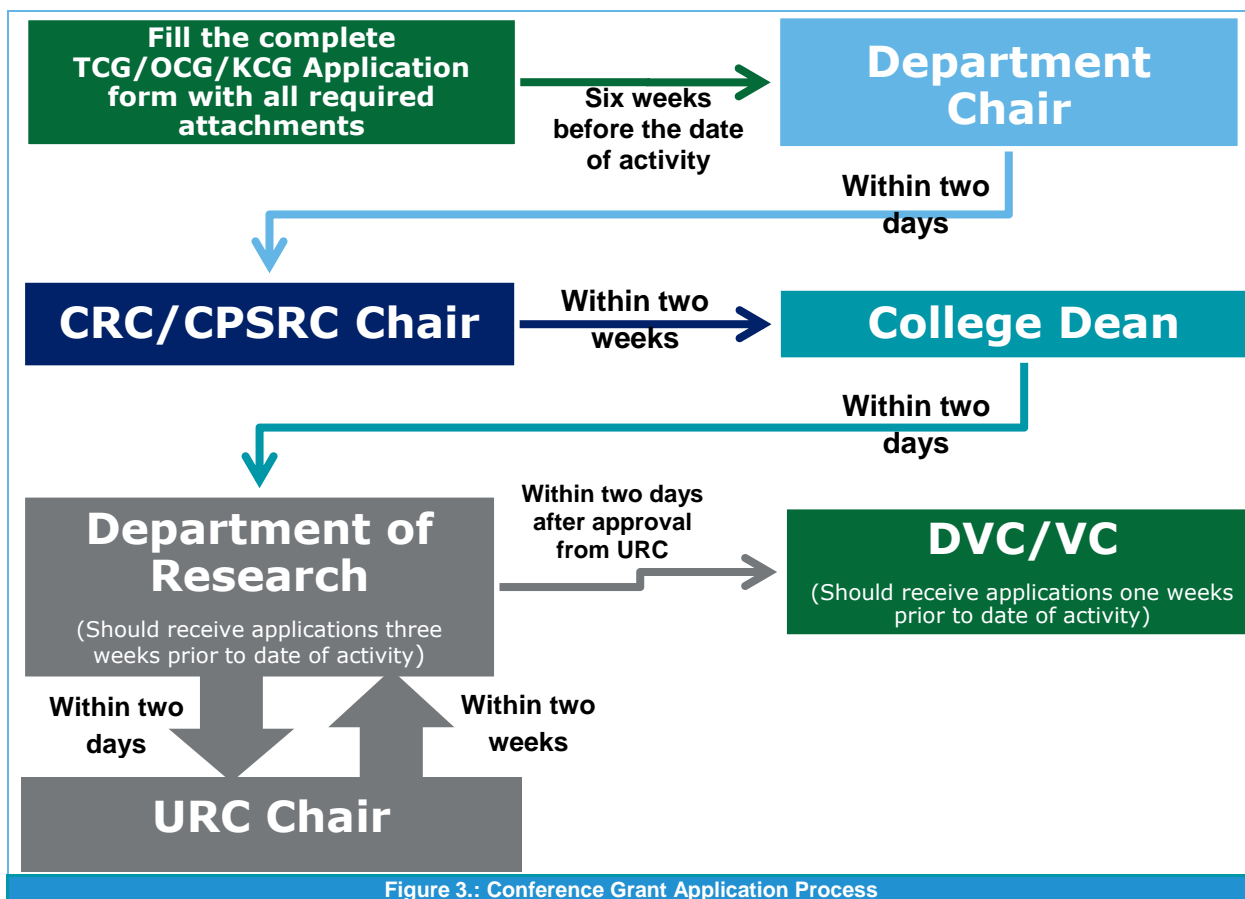 Fill the complete
TCG/OCG/KCG Application
form with all required
attachments
Six weeks
before the date
of activity
Department
Chair
Within two
days
CRC/CPSRC Chair
Within two
weeks
College Dean
Within two
days
Department of
Research
(Should receive applications three
weeks prior to date of activity)
Within two days
after approval
from URC
DVC/VC
(Should receive applications one weeks
prior to date of activity)
Within two
days
Within two
weeks
URC Chair
Figure 3.: Conference Grant Application Process